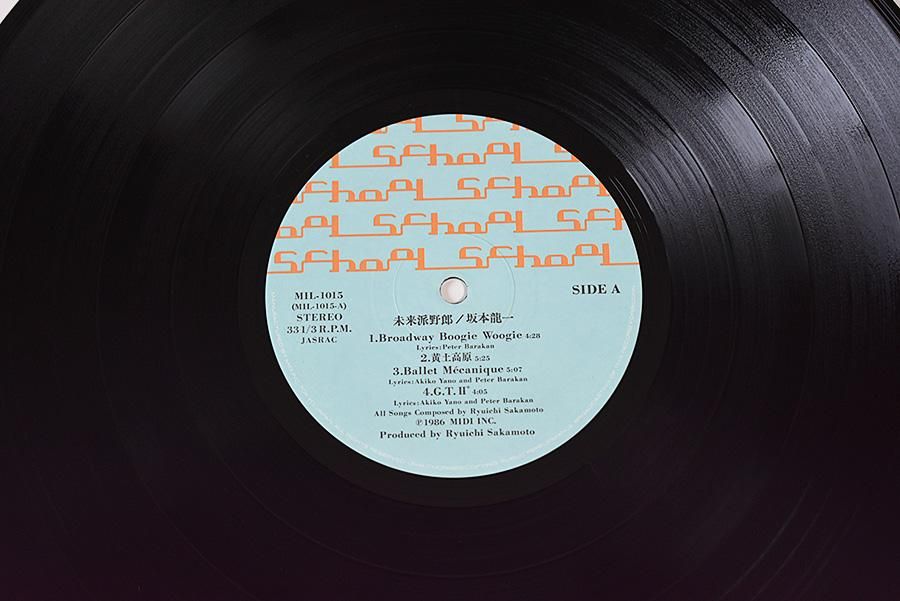 School School
School School
School School
School School
MIL-1015
(MIL-1015-A)
STEREO
33 1/3 R.P.M.
JASRAC
SIDE A
未来派野郎/坂本龍一
1.Broadway Boogie Woogie 4:28
Lyrics:Peter Barakan
2.黄土高原 5:25
3.Ballet Mécanique 5:07
Lyrics:Akiko Yano and Peter Barakan
4.G.T.II° 4:05
Lyrics:Akiko Yano and Peter Barakan
All Songs Composed by Ryuichi Sakamoto
℗1986 MIDI INC.
Produced by Ryuichi Sakamoto